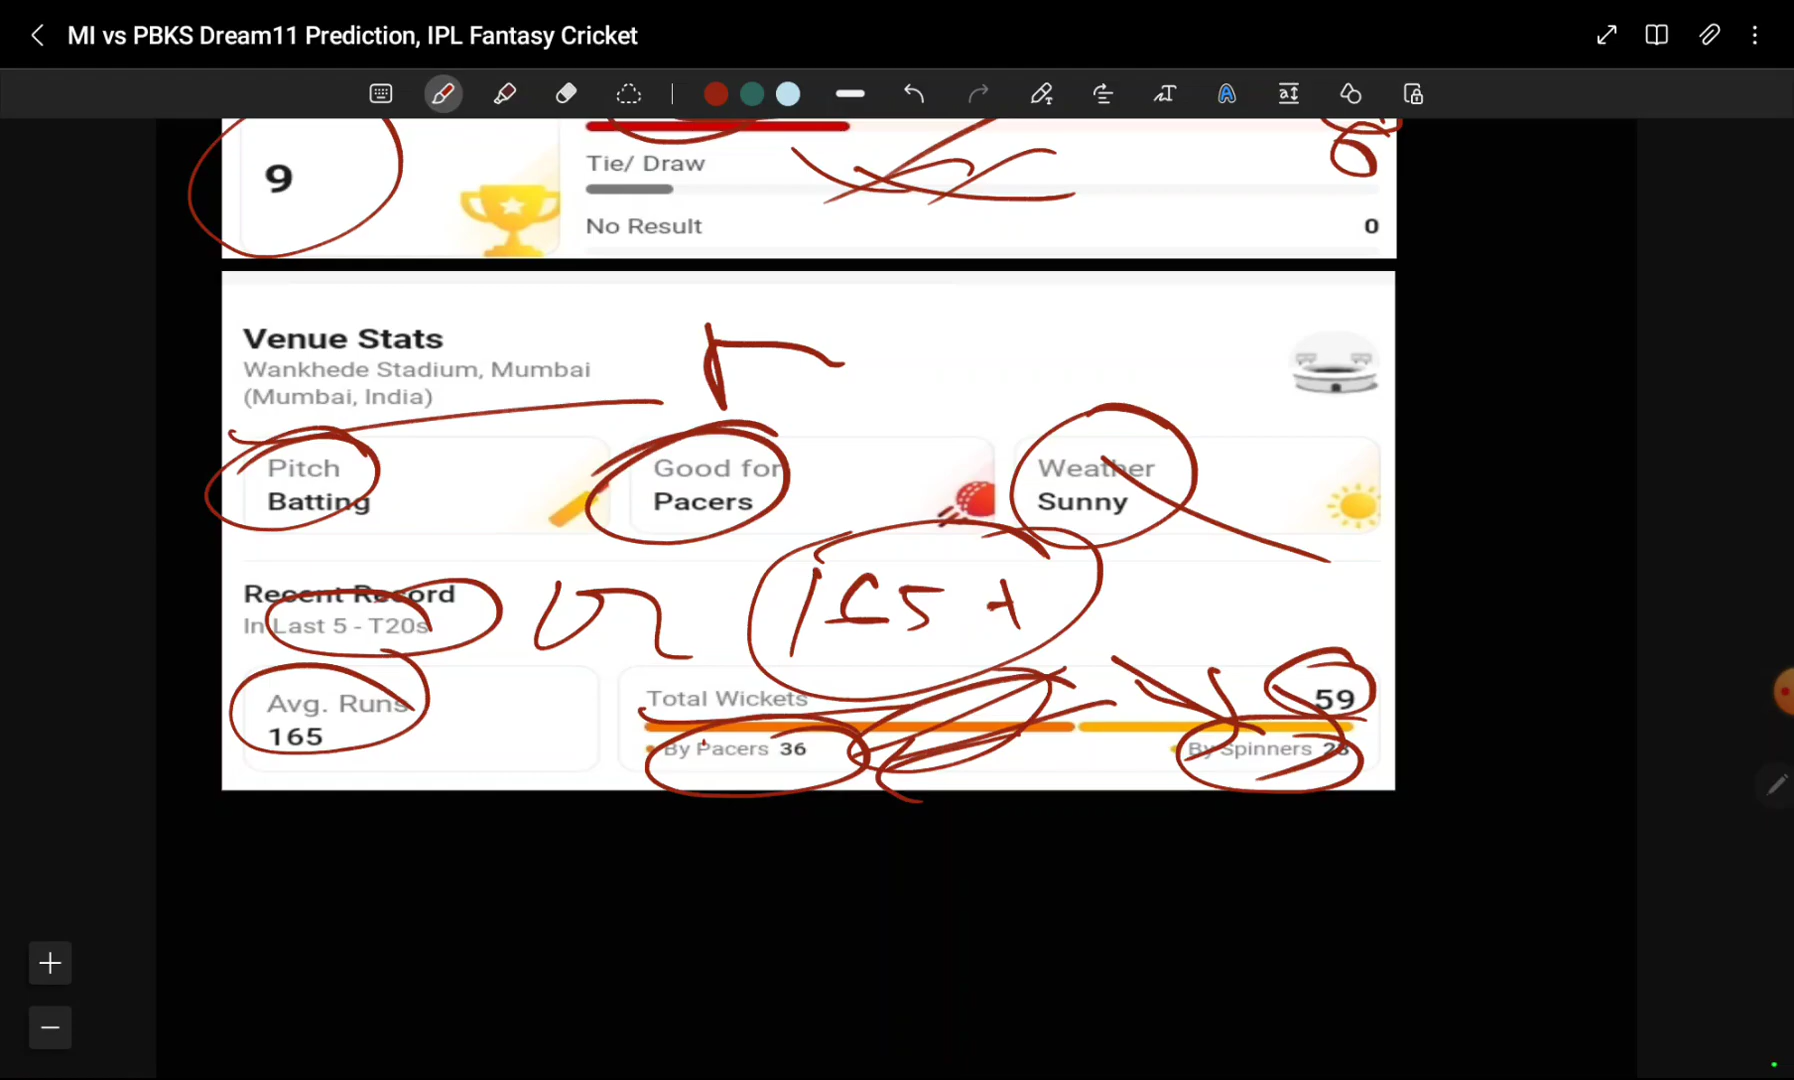 MI vs PBKS Dream11 Prediction, IPL Fantasy Cricket
9
Tie/ Draw
No Result 0
Venue Stats
Wankhede Stadium, Mumbai
(Mumbai, India)
Pitch
Batting
Good for
Pacers
Weather
Sunny
Recent Record
In Last 5 - T20s
165 +
Avg. Runs
165
Total Wickets 59
By Pacers 36
By Spinners 23